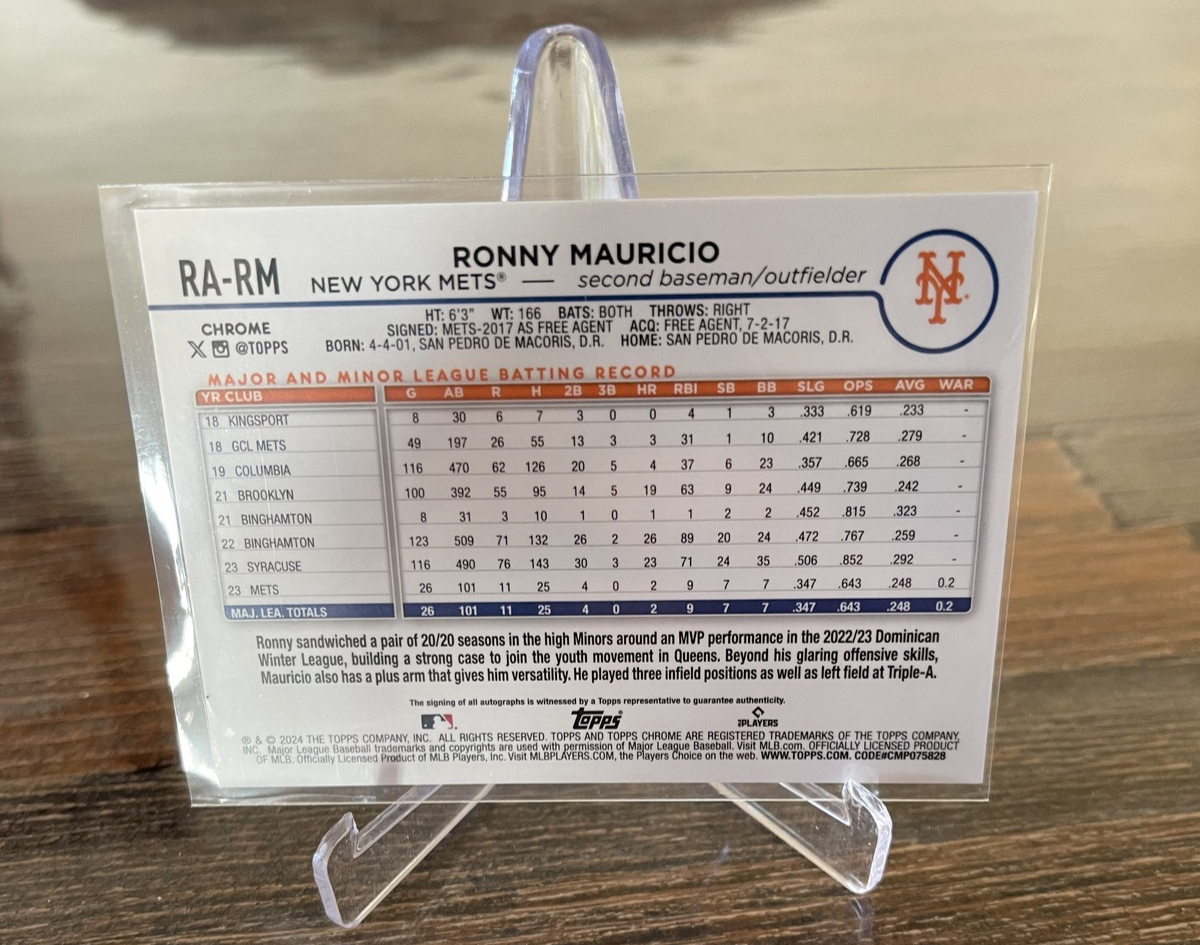 RA-RM
RONNY MAURICIO
NEW YORK METS® — second baseman/outfielder
NY
CHROME
X @TOPPS
HT: 6'3" WT: 166 BATS: BOTH THROWS: RIGHT
SIGNED: METS-2017 AS FREE AGENT ACQ: FREE AGENT, 7-2-17
BORN: 4-4-01, SAN PEDRO DE MACORIS, D.R. HOME: SAN PEDRO DE MACORIS, D.R.
MAJOR AND MINOR LEAGUE BATTING RECORD
YR CLUB G AB R H 2B 3B HR RBI SB BB SLG OPS AVG WAR
18 KINGSPORT 8 30 6 7 3 0 0 4 1 3 .333 .619 .233 -
18 GCL METS 49 197 26 55 13 3 3 31 1 10 .421 .728 .279 -
19 COLUMBIA 116 470 62 126 20 5 4 37 6 23 .357 .665 .268 -
21 BROOKLYN 100 392 55 95 14 5 19 63 9 24 .449 .739 .242 -
21 BINGHAMTON 8 31 3 10 1 0 1 1 2 2 .452 .815 .323 -
22 BINGHAMTON 123 509 71 132 26 2 26 89 20 24 .472 .767 .259 -
23 SYRACUSE 116 490 76 143 30 3 23 71 24 35 .506 .852 .292 -
23 METS 26 101 11 25 4 0 2 9 7 7 .347 .643 .248 0.2
MAJ. LEA. TOTALS 26 101 11 25 4 0 2 9 7 7 .347 .643 .248 0.2
Ronny sandwiched a pair of 20/20 seasons in the high Minors around an MVP performance in the 2022/23 Dominican
Winter League, building a strong case to join the youth movement in Queens. Beyond his glaring offensive skills,
Mauricio also has a plus arm that gives him versatility. He played three infield positions as well as left field at Triple-A.
The signing of all autographs is witnessed by a Topps representative to guarantee authenticity.
Topps
PLAYERS
® & © 2024 THE TOPPS COMPANY, INC. ALL RIGHTS RESERVED. TOPPS AND TOPPS CHROME ARE REGISTERED TRADEMARKS OF THE TOPPS COMPANY,
INC. Major League Baseball trademarks and copyrights are used with permission of Major League Baseball. Visit MLB.com. OFFICIALLY LICENSED PRODUCT
OF MLB. Officially Licensed Product of MLB Players, Inc. Visit MLBPLAYERS.COM, the Players Choice on the web. WWW.TOPPS.COM. CODE#CMP075828